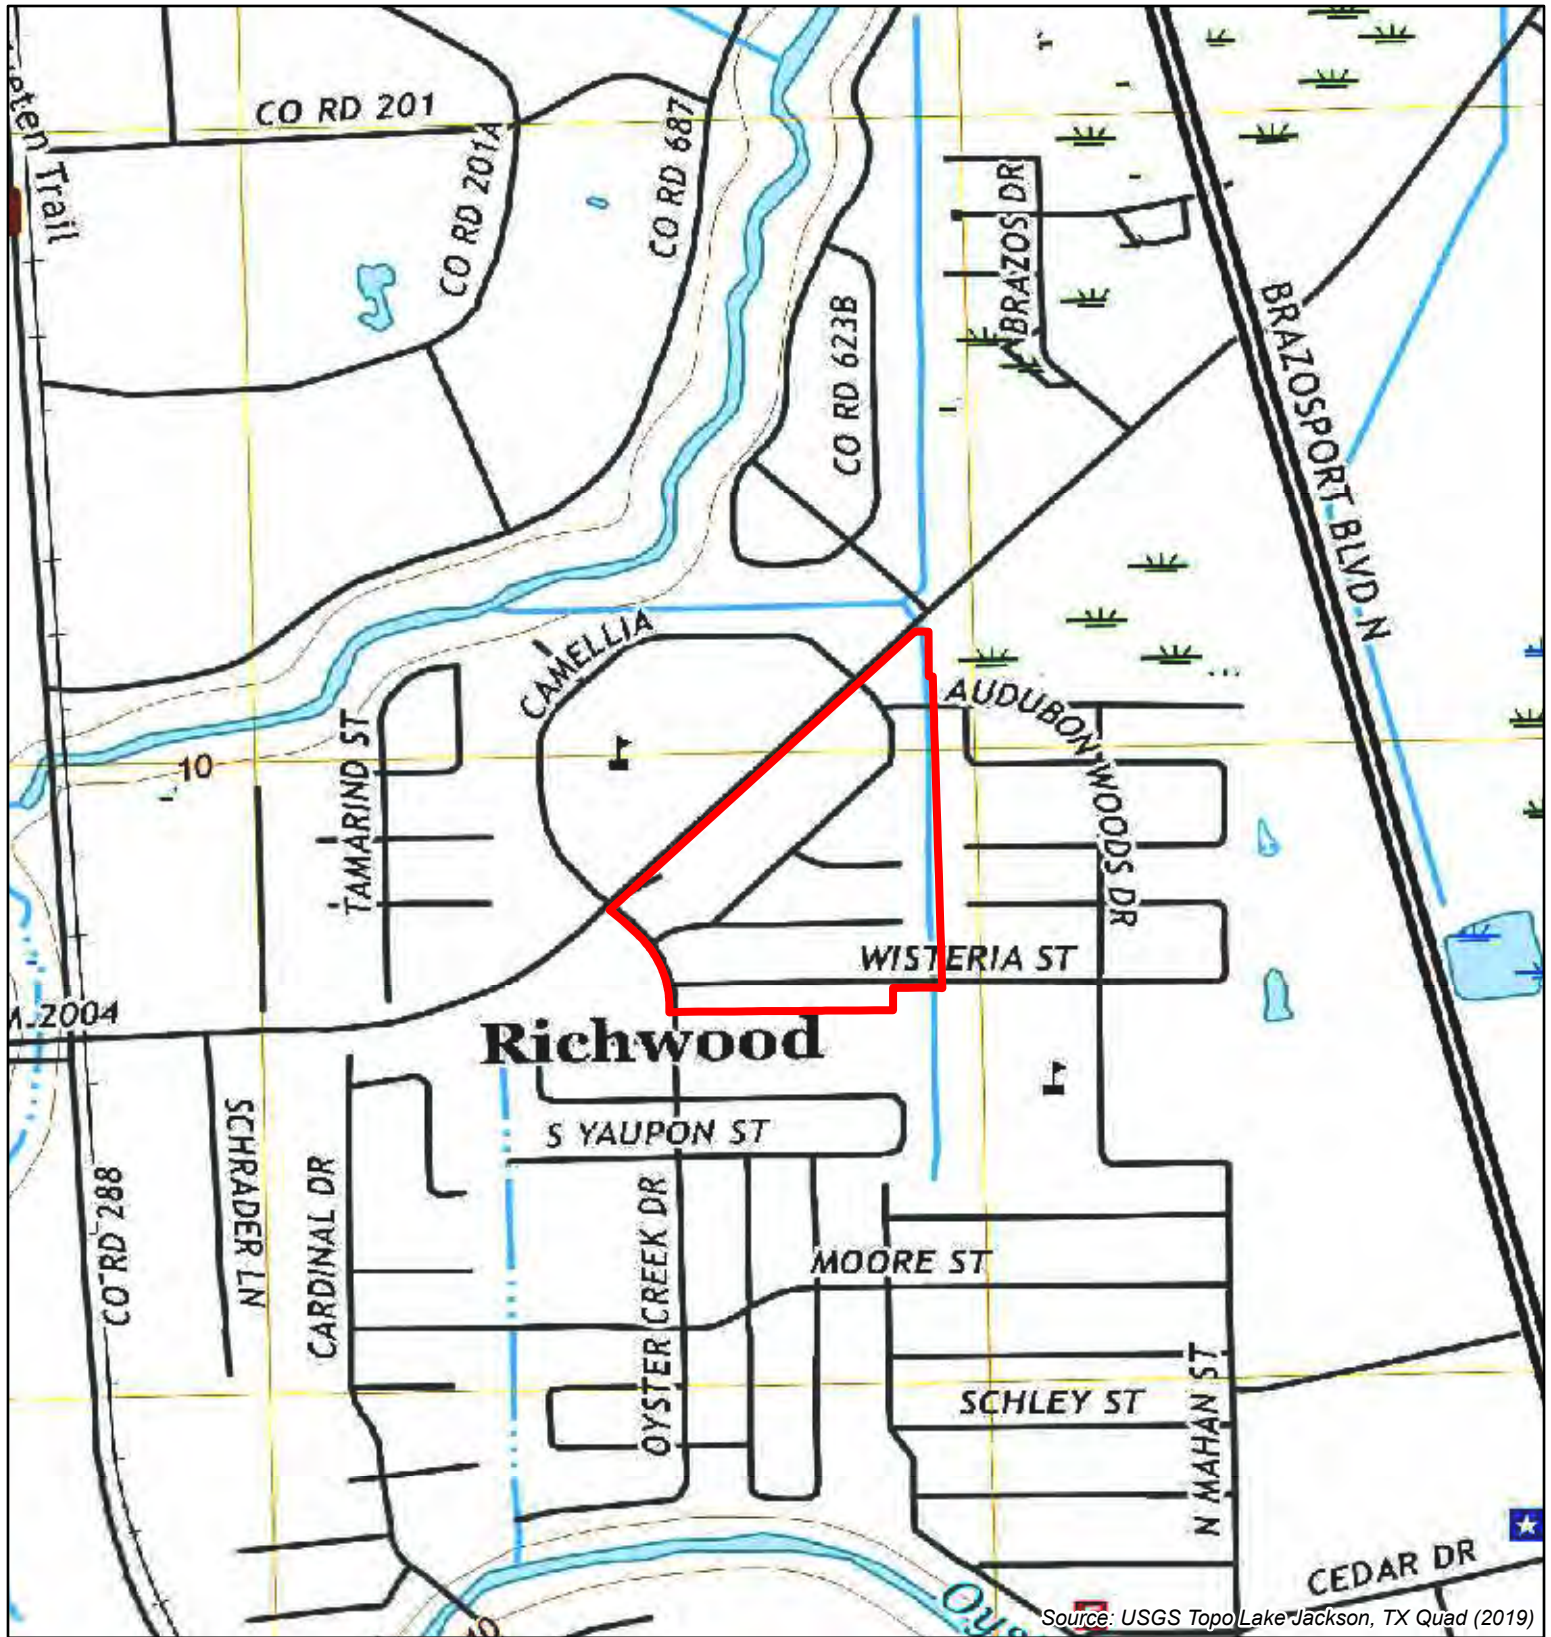 CO RD 201
CO RD 201A
CO RD 687
Trail
BRAZOS DR
CO RD 623B
BRAZOSPORT BLVD N
CAMELLIA
AUDUBON WOODS DR
TAMARIND ST
10
WISTERIA ST
2004
Richwood
S YAUPON ST
SCHRADER LN
CARDINAL DR
CO RD 288
OYSTER CREEK DR
MOORE ST
SCHLEY ST
N MAHAN ST
CEDAR DR
10
Source: USGS Topo Lake Jackson, TX Quad (2019)